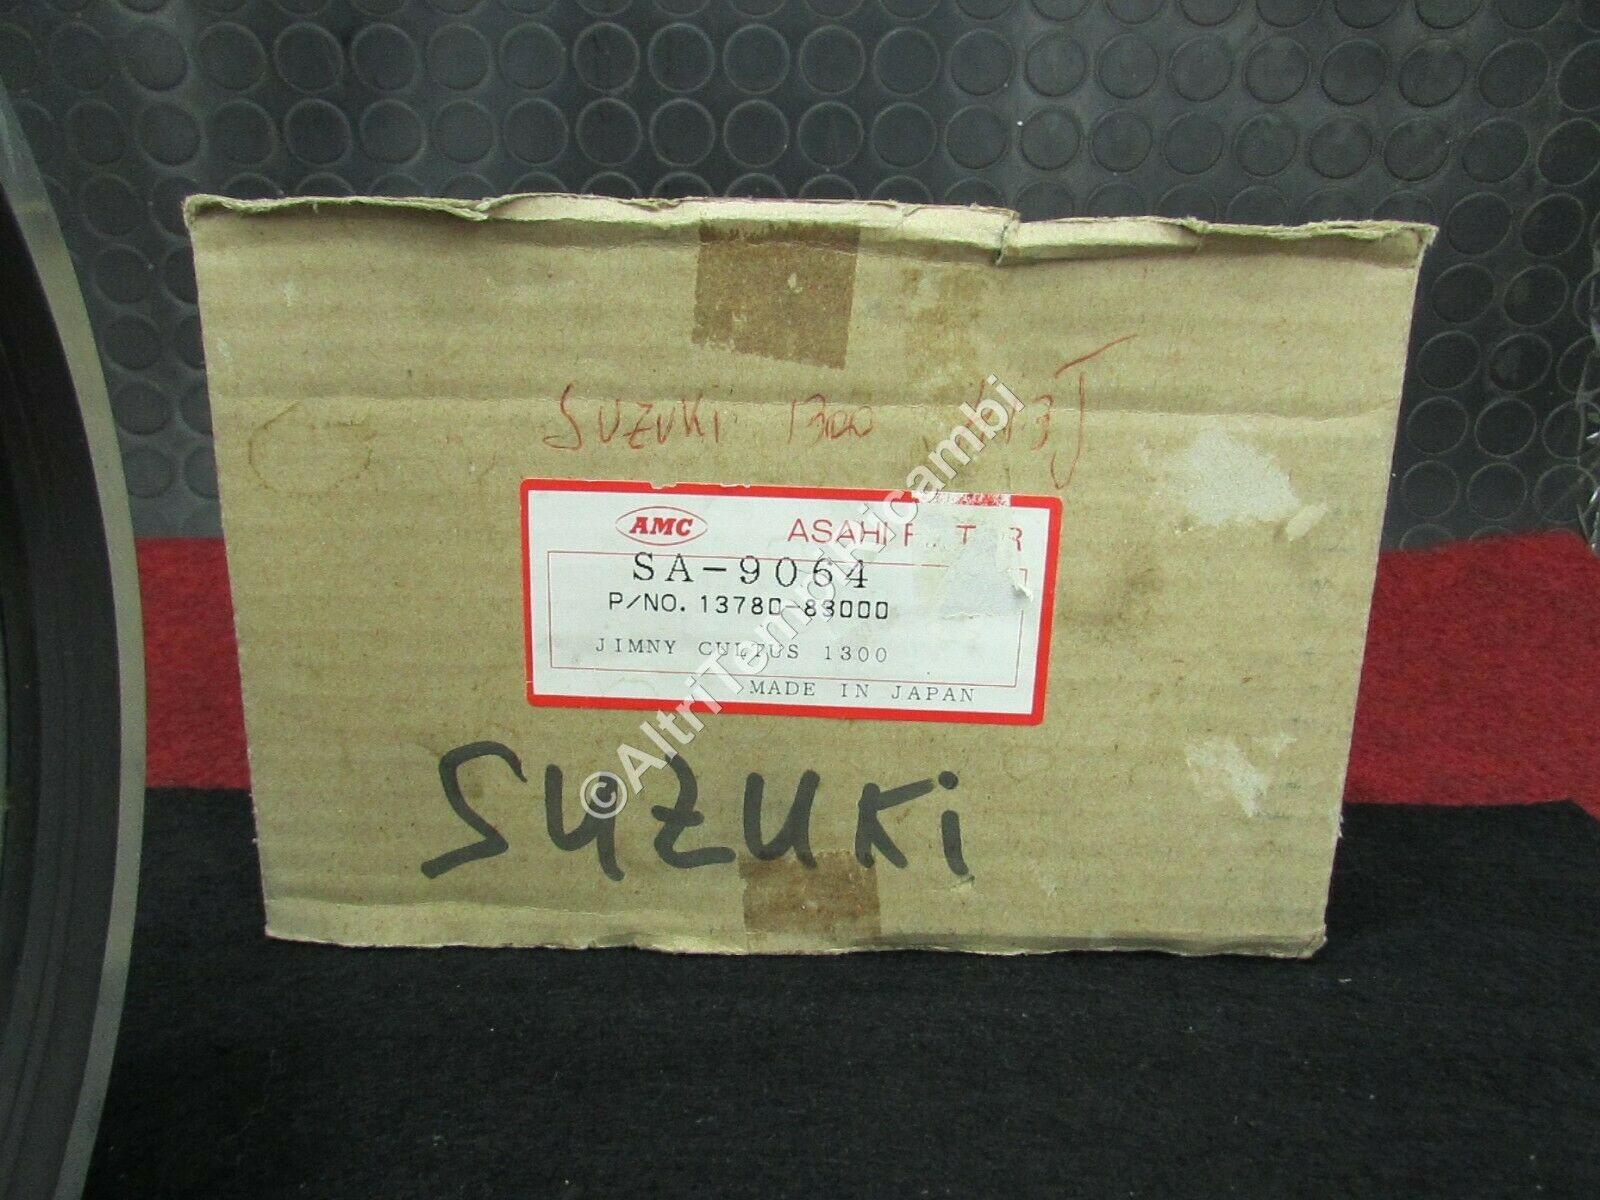 SUZUKI 1300
AMC ASAHI
SA-9064
P/NO. 13780-83000
JIMNY CULTUS 1300
MADE IN JAPAN
SUZUKi
©AltriTempiRicambi